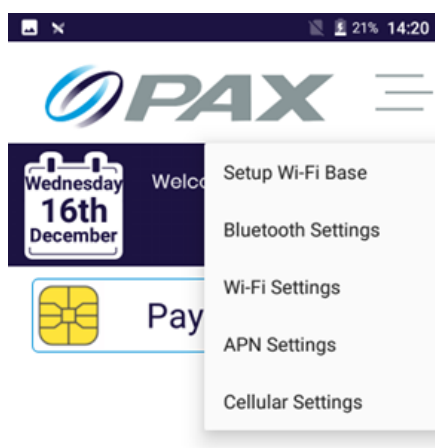 21% 14:20
PAX
Wednesday
16th
December
Welco
Setup Wi-Fi Base
Bluetooth Settings
Wi-Fi Settings
Pay
APN Settings
Cellular Settings